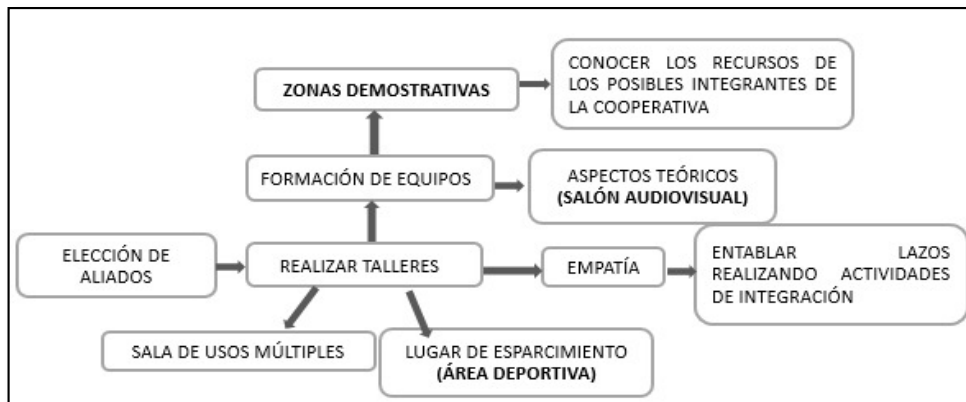 ZONAS DEMOSTRATIVAS
CONOCER LOS RECURSOS DE
LOS POSIBLES INTEGRANTES DE
LA COOPERATIVA
FORMACIÓN DE EQUIPOS
ASPECTOS TEÓRICOS
(SALÓN AUDIOVISUAL)
ELECCIÓN DE
ALIADOS
REALIZAR TALLERES
EMPATÍA
ENTABLAR LAZOS
REALIZANDO ACTIVIDADES
DE INTEGRACIÓN
SALA DE USOS MÚLTIPLES
LUGAR DE ESPARCIMIENTO
(ÁREA DEPORTIVA)